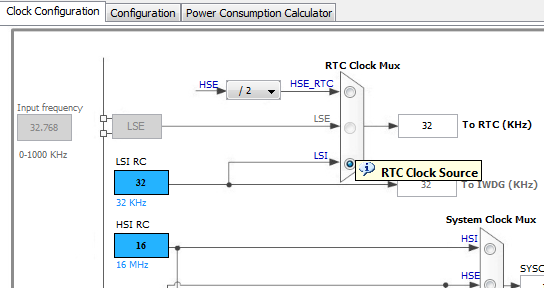 Clock Configuration Configuration Power Consumption Calculator
RTC Clock Mux
HSE / 2 HSE_RTC
Input frequency
32.768 LSE LSE 32 To RTC (KHz)
0-1000 KHz
LSI RC LSI
32 RTC Clock Source
32 To IWDG (KHz)
32 KHz
System Clock Mux
HSI RC
HSI
16
16 MHz
HSE SYSC